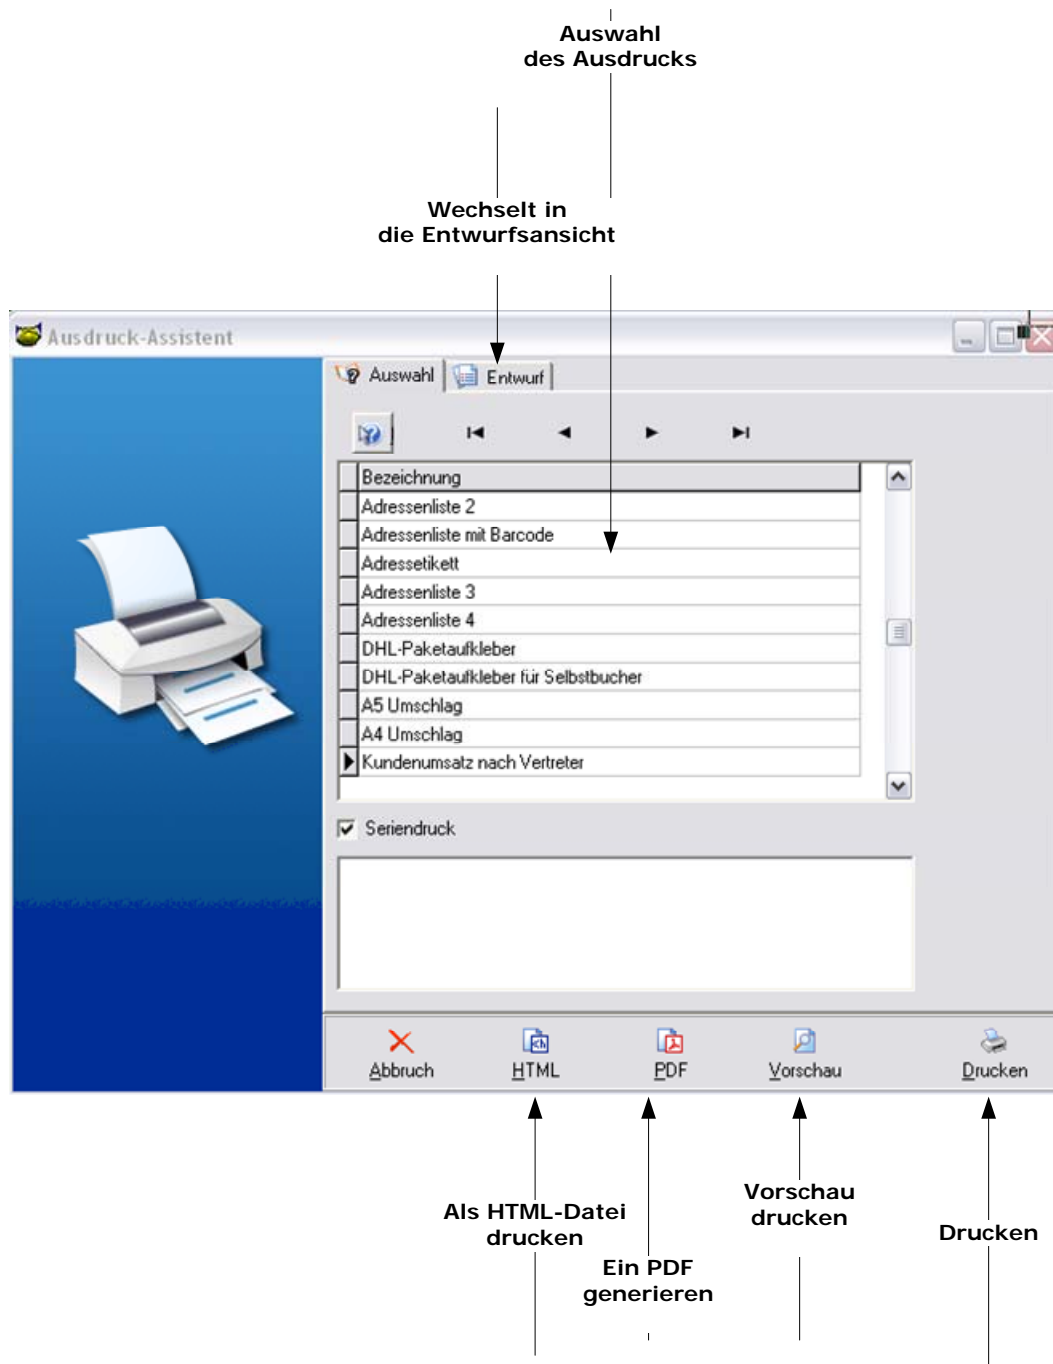 Auswahl
des Ausdrucks
Wechselt in
die Entwurfsansicht
Ausdruck-Assistent
Auswahl
Entwurf
Bezeichnung
Adressenliste 2
Adressenliste mit Barcode
Adressetikett
Adressenliste 3
Adressenliste 4
DHL-Paketaufkleber
DHL-Paketaufkleber für Selbstbucher
A5 Umschlag
A4 Umschlag
Kundenumsatz nach Vertreter
Seriendruck
Abbruch
HTML
PDF
Vorschau
Drucken
Als HTML-Datei
drucken
Ein PDF
generieren
Vorschau
drucken
Drucken